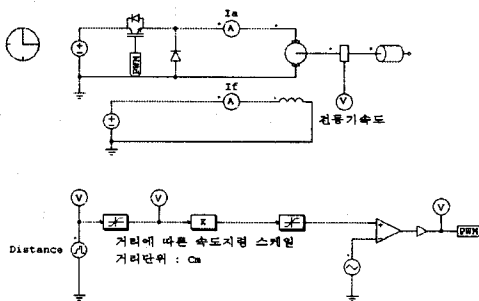 Ia
A
PWM
If
A
V
전동기속도
V
V
V
K
PWM
Distance
거리에 따른 속도지령 스케일
거리단위 : Cm